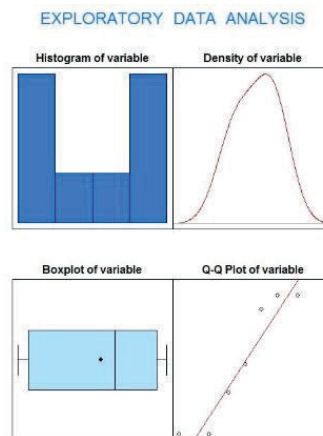 EXPLORATORY DATA ANALYSIS
Histogram of variable
Density of variable
Boxplot of variable
Q-Q Plot of variable